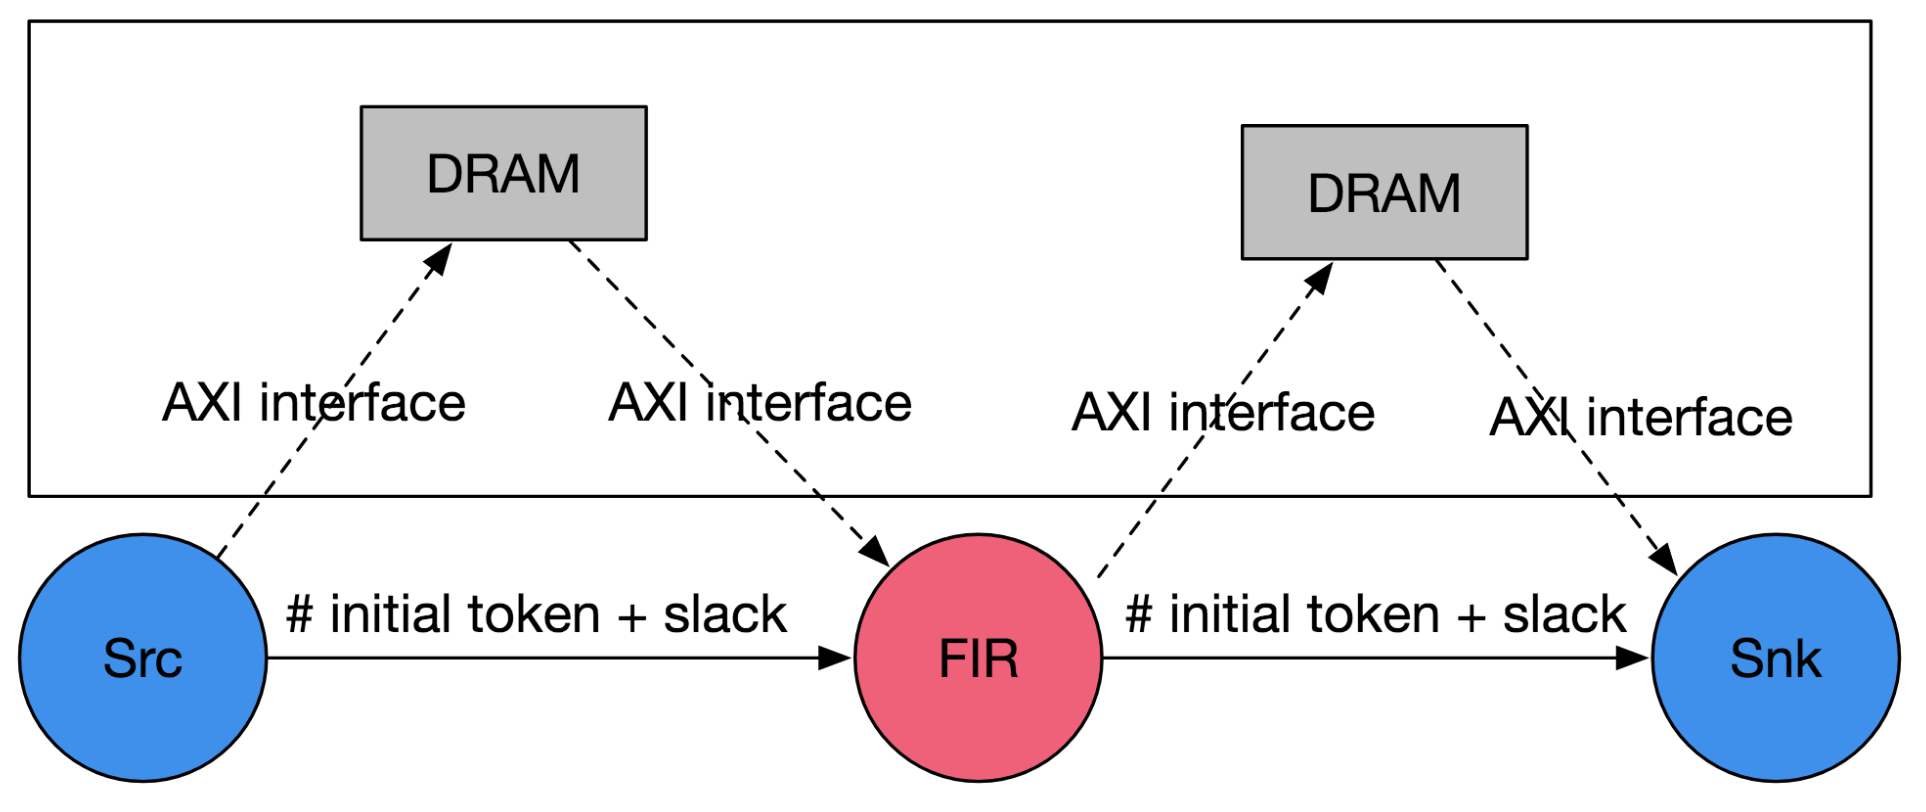 DRAM
DRAM
AXI interface
AXI interface
AXI interface
AXI interface
# initial token + slack
# initial token + slack
Src
FIR
Snk